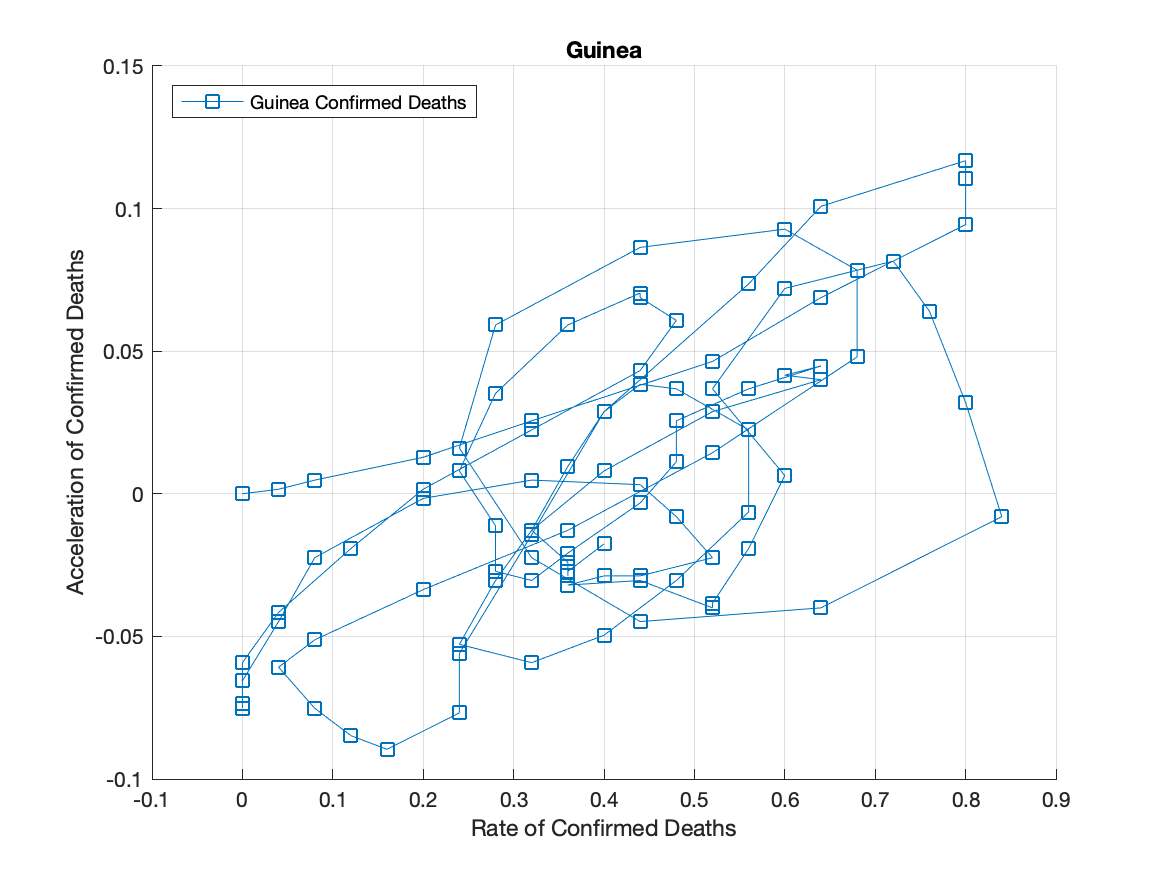 Guinea
Guinea Confirmed Deaths
Acceleration of Confirmed Deaths
0.15
0.1
0.05
0
-0.05
-0.1
-0.1 0 0.1 0.2 0.3 0.4 0.5 0.6 0.7 0.8 0.9
Rate of Confirmed Deaths